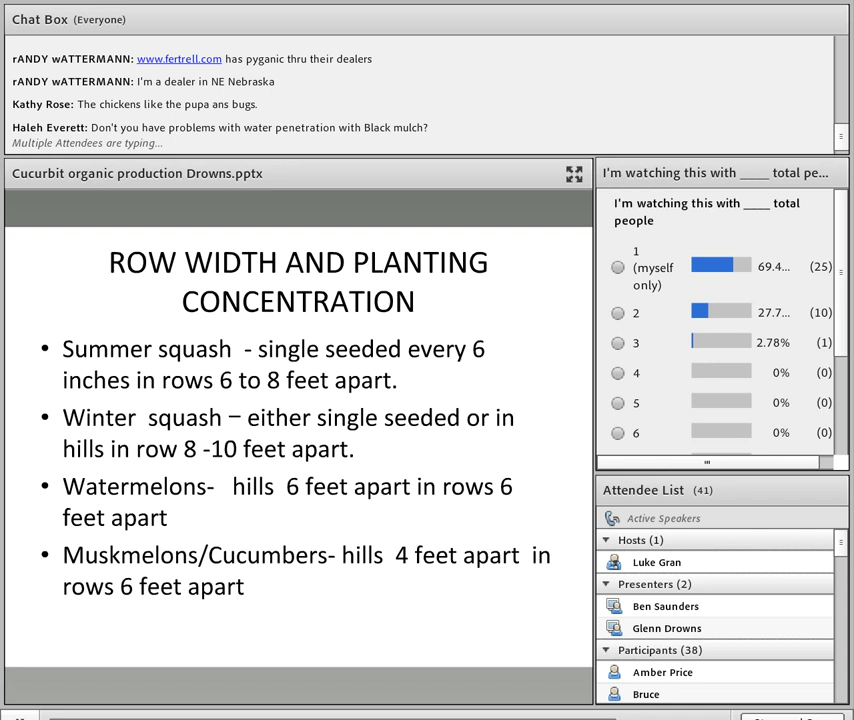 Chat Box (Everyone)
rANDY wATTERMANN: www.fertrell.com has pyganic thru their dealers
rANDY wATTERMANN: I'm a dealer in NE Nebraska
Kathy Rose: The chickens like the pupa ans bugs.
Haleh Everett: Don't you have problems with water penetration with Black mulch?
Multiple Attendees are typing...
Cucurbit organic production Drowns.pptx
ROW WIDTH AND PLANTING
CONCENTRATION
• Summer squash - single seeded every 6
inches in rows 6 to 8 feet apart.
• Winter squash – either single seeded or in
hills in row 8 -10 feet apart.
• Watermelons- hills 6 feet apart in rows 6
feet apart
• Muskmelons/Cucumbers- hills 4 feet apart in
rows 6 feet apart
I'm watching this with ____ total pe...
I'm watching this with ____ total
people
1
(myself
only)
69.4... (25)
2 27.7... (10)
3 2.78% (1)
4 0% (0)
5 0% (0)
6 0% (0)
Attendee List (41)
Active Speakers
Hosts (1)
Luke Gran
Presenters (2)
Ben Saunders
Glenn Drowns
Participants (38)
Amber Price
Bruce